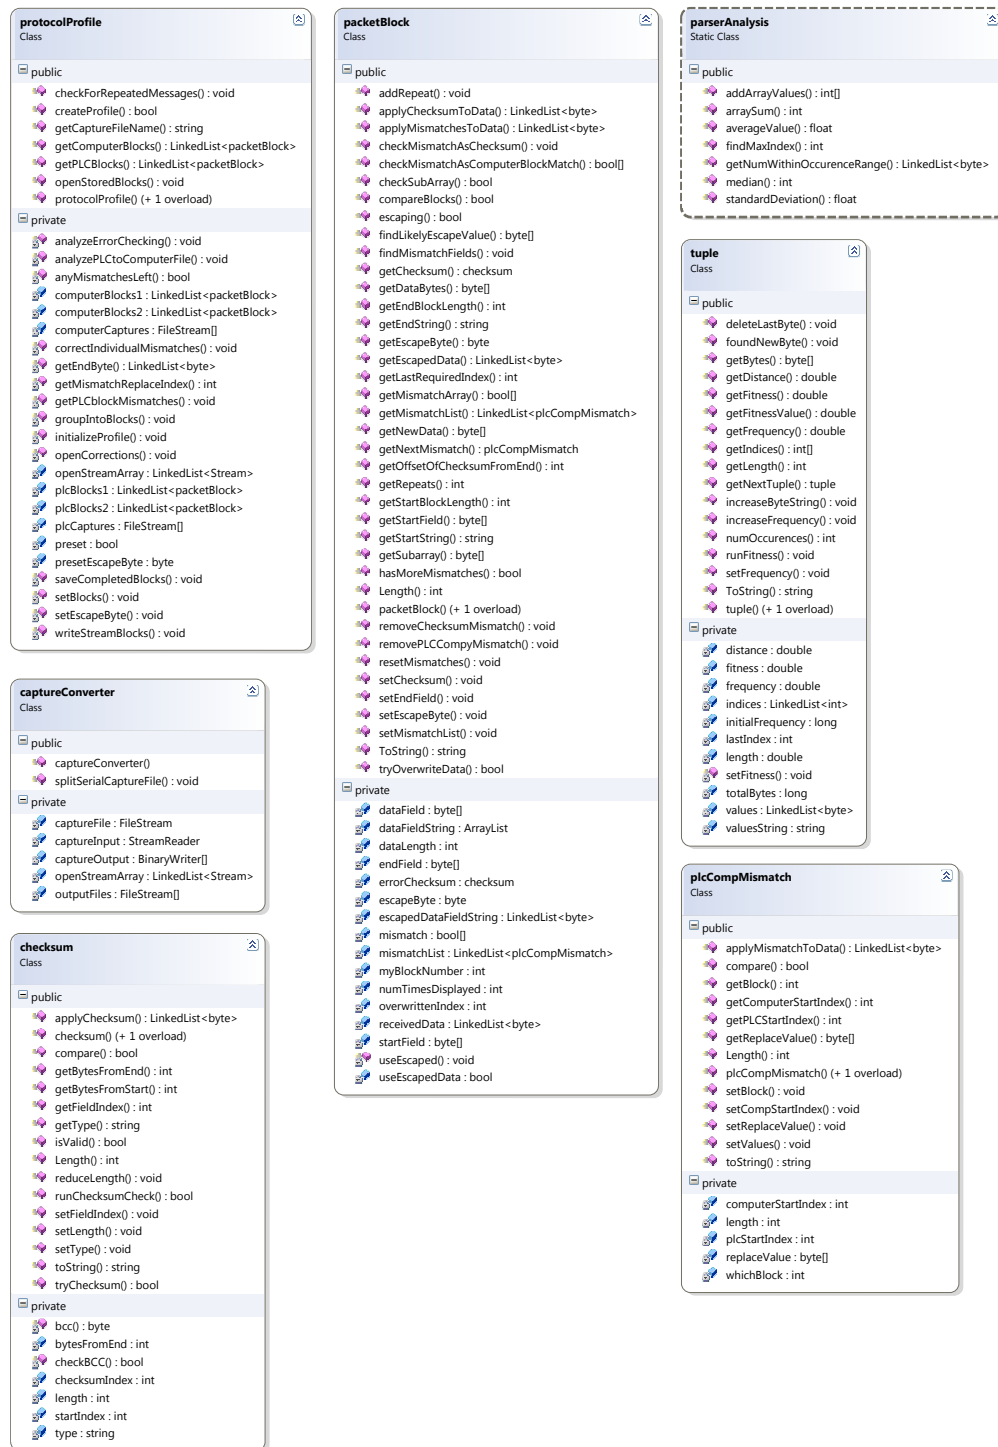 protocolProfile
Class
public
checkForRepeatedMessages() : void
createProfile() : bool
getCaptureFileName() : string
getComputerBlocks() : LinkedList<packetBlock>
getPLCBlocks() : LinkedList<packetBlock>
openStoredBlocks() : void
protocolProfile() (+ 1 overload)
private
analyzeErrorChecking() : void
analyzePLCtoComputerFile() : void
anyMismatchesLeft() : bool
computerBlocks1 : LinkedList<packetBlock>
computerBlocks2 : LinkedList<packetBlock>
computerCaptures : FileStream[]
correctIndividualMismatches() : void
getEndByte() : LinkedList<byte>
getMismatchReplaceIndex() : int
getPLCblockMismatches() : void
groupIntoBlocks() : void
initializeProfile() : void
openCorrections() : void
openStreamArray : LinkedList<Stream>
plcBlocks1 : LinkedList<packetBlock>
plcBlocks2 : LinkedList<packetBlock>
plcCaptures : FileStream[]
preset : bool
presetEscapeByte : byte
saveCompletedBlocks() : void
setBlocks() : void
setEscapeByte() : void
writeStreamBlocks() : void
captureConverter
Class
public
captureConverter()
splitSerialCaptureFile() : void
private
captureFile : FileStream
captureInput : StreamReader
captureOutput : BinaryWriter[]
openStreamArray : LinkedList<Stream>
outputFiles : FileStream[]
checksum
Class
public
applyChecksum() : LinkedList<byte>
checksum() (+ 1 overload)
compare() : bool
getBytesFromEnd() : int
getBytesFromStart() : int
getFieldIndex() : int
getType() : string
isValid() : bool
Length() : int
reduceLength() : void
runChecksumCheck() : bool
setFieldIndex() : void
setLength() : void
setType() : void
toString() : string
tryChecksum() : bool
private
bcc() : byte
bytesFromEnd : int
checkBCC() : bool
checksumIndex : int
length : int
startIndex : int
type : string
packetBlock
Class
public
addRepeat() : void
applyChecksumToData() : LinkedList<byte>
applyMismatchesToData() : LinkedList<byte>
checkMismatchAsChecksum() : void
checkMismatchAsComputerBlockMatch() : bool[]
checkSubArray() : bool
compareBlocks() : bool
escaping() : bool
findLikelyEscapeValue() : byte[]
findMismatchFields() : void
getChecksum() : checksum
getDataBytes() : byte[]
getEndBlockLength() : int
getEndString() : string
getEscapeByte() : byte
getEscapedData() : LinkedList<byte>
getLastRequiredIndex() : int
getMismatchArray() : bool[]
getMismatchList() : LinkedList<plcCompMismatch>
getNewData() : byte[]
getNextMismatch() : plcCompMismatch
getOffsetOfChecksumFromEnd() : int
getRepeats() : int
getStartBlockLength() : int
getStartField() : byte[]
getStartString() : string
getSubarray() : byte[]
hasMoreMismatches() : bool
Length() : int
packetBlock() (+ 1 overload)
removeChecksumMismatch() : void
removePLCCompyMismatch() : void
resetMismatches() : void
setChecksum() : void
setEndField() : void
setEscapeByte() : void
setMismatchList() : void
ToString() : string
tryOverwriteData() : bool
private
dataField : byte[]
dataFieldString : ArrayList
dataLength : int
endField : byte[]
errorChecksum : checksum
escapeByte : byte
escapedDataFieldString : LinkedList<byte>
mismatch : bool[]
mismatchList : LinkedList<plcCompMismatch>
myBlockNumber : int
numTimesDisplayed : int
overwrittenIndex : int
receivedData : LinkedList<byte>
startField : byte[]
useEscaped() : void
useEscapedData : bool
parserAnalysis
Static Class
public
addArrayValues() : int[]
arraySum() : int
averageValue() : float
findMaxIndex() : int
getNumWithinOccurenceRange() : LinkedList<byte>
median() : int
standardDeviation() : float
tuple
Class
public
deleteLastByte() : void
foundNewByte() : void
getBytes() : byte[]
getDistance() : double
getFitness() : double
getFitnessValue() : double
getFrequency() : double
getIndices() : int[]
getLength() : int
getNextTuple() : tuple
increaseByteString() : void
increaseFrequency() : void
numOccurences() : int
runFitness() : void
setFrequency() : void
ToString() : string
tuple() (+ 1 overload)
private
distance : double
fitness : double
frequency : double
indices : LinkedList<int>
initialFrequency : long
lastIndex : int
length : double
setFitness() : void
totalBytes : long
values : LinkedList<byte>
valuesString : string
plcCompMismatch
Class
public
applyMismatchToData() : LinkedList<byte>
compare() : bool
getBlock() : int
getComputerStartIndex() : int
getPLCStartIndex() : int
getReplaceValue() : byte[]
Length() : int
plcCompMismatch() (+ 1 overload)
setBlock() : void
setCompStartIndex() : void
setReplaceValue() : void
setValues() : void
toString() : string
private
computerStartIndex : int
length : int
plcStartIndex : int
replaceValue : byte[]
whichBlock : int